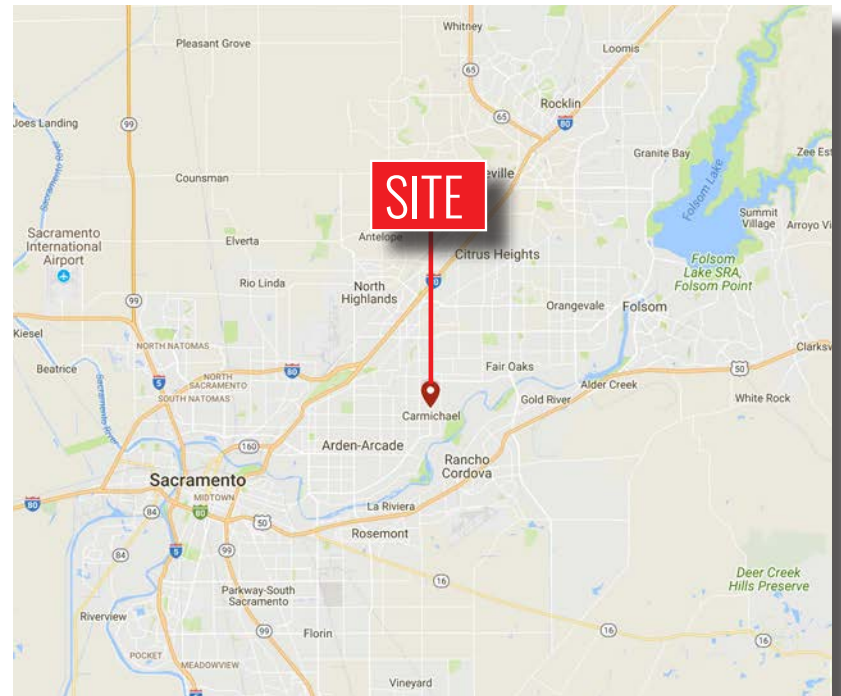 Whitney
Pleasant Grove
Loomis
65
Rocklin
65
80
Joes Landing
99
Granite Bay
Zee Est
Counsman
eville
SITE
Folsom Lake
Summit
Village
Arroyo Vi
Sacramento
International
Airport
Elverta
Antelope
Citrus Heights
Folsom
Lake SRA,
Folsom Point
Rio Linda
North
Highlands
99
Orangevale
Folsom
Kiesel
NORTH NATOMAS
Clarksv
Beatrice
Sacramento River
5
NORTH
SACRAMENTO
80
Fair Oaks
50
SOUTH NATOMAS
Alder Creek
Gold River
White Rock
Carmichael
160
Arden-Arcade
Rancho
Cordova
Sacramento
MIDTOWN
80
84
80
La Riviera
50
Rosemont
84
5
99
16
Deer Creek
Hills Preserve
Parkway-South
Sacramento
Riverview
99
Florin
16
16
POCKET
MEADOWVIEW
Vineyard